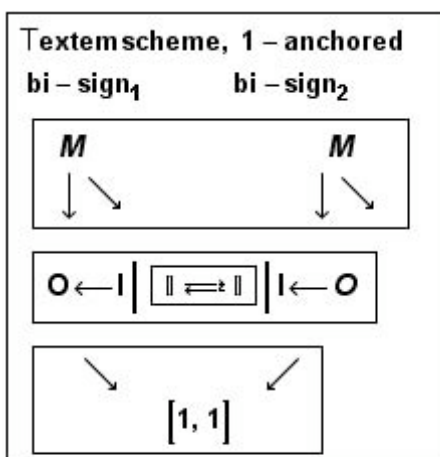 Textemscheme, 1 – anchored
bi – sign₁ bi – sign₂
M M
↓ ↘ ↓ ↘
O ← I | 𝕀 ⇌ 𝕀 | I ← O
↘ ↙
[1, 1]